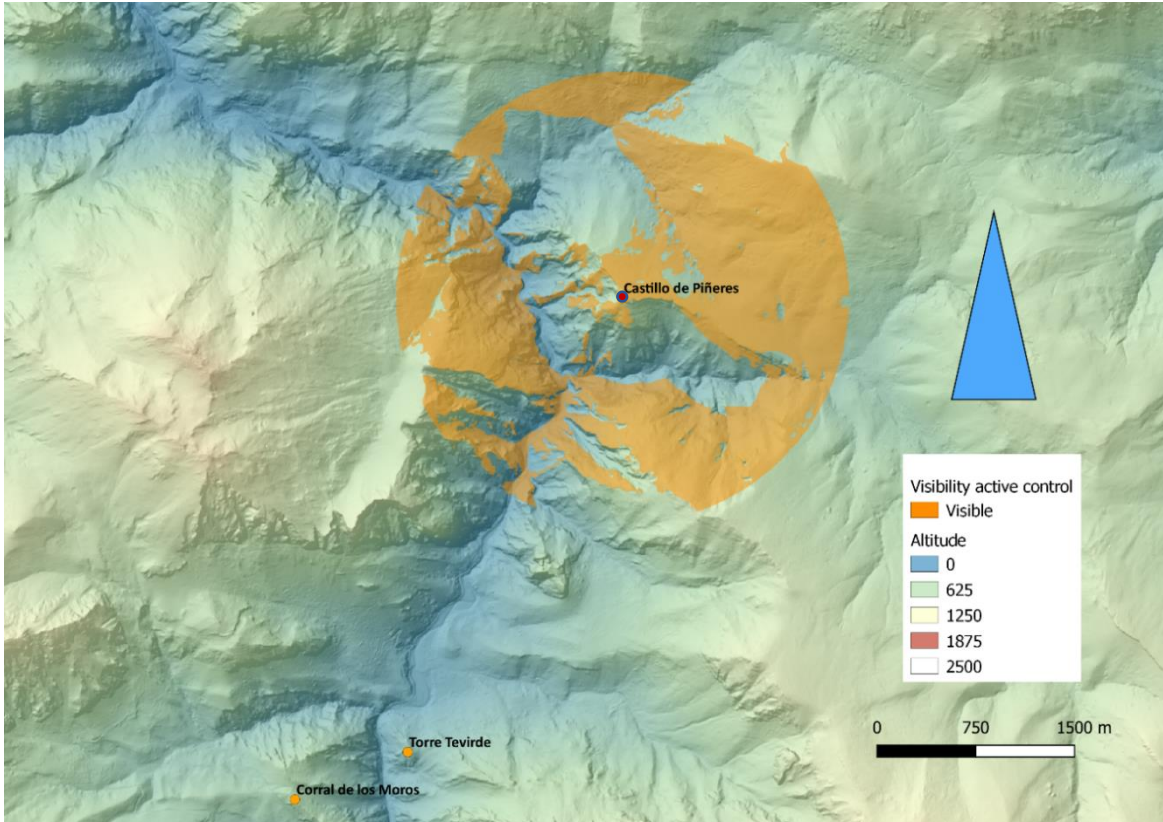 Castillo de Piñeres
Visibility active control
Visible
Altitude
0
625
1250
1875
2500
0 750 1500 m
Torre Tevirde
Corral de los Moros